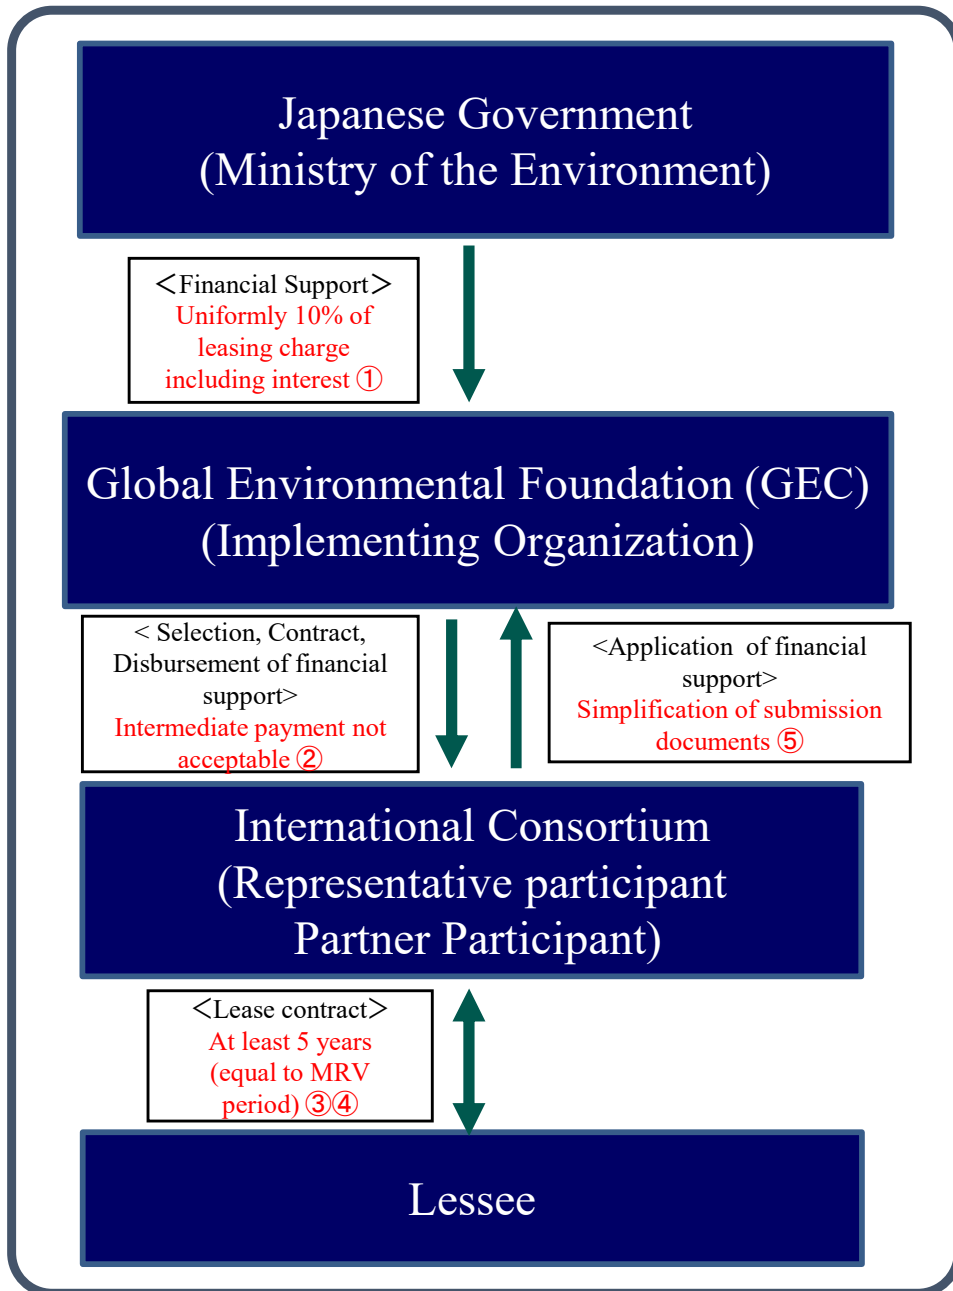 Japanese Government
(Ministry of the Environment)
＜Financial Support＞
Uniformly 10% of
leasing charge
including interest ①
Global Environmental Foundation (GEC)
(Implementing Organization)
< Selection, Contract,
Disbursement of financial
support>
Intermediate payment not
acceptable ②
<Application of financial
support>
Simplification of submission
documents ⑤
International Consortium
(Representative participant
Partner Participant)
＜Lease contract＞
At least 5 years
(equal to MRV
period) ③④
Lessee